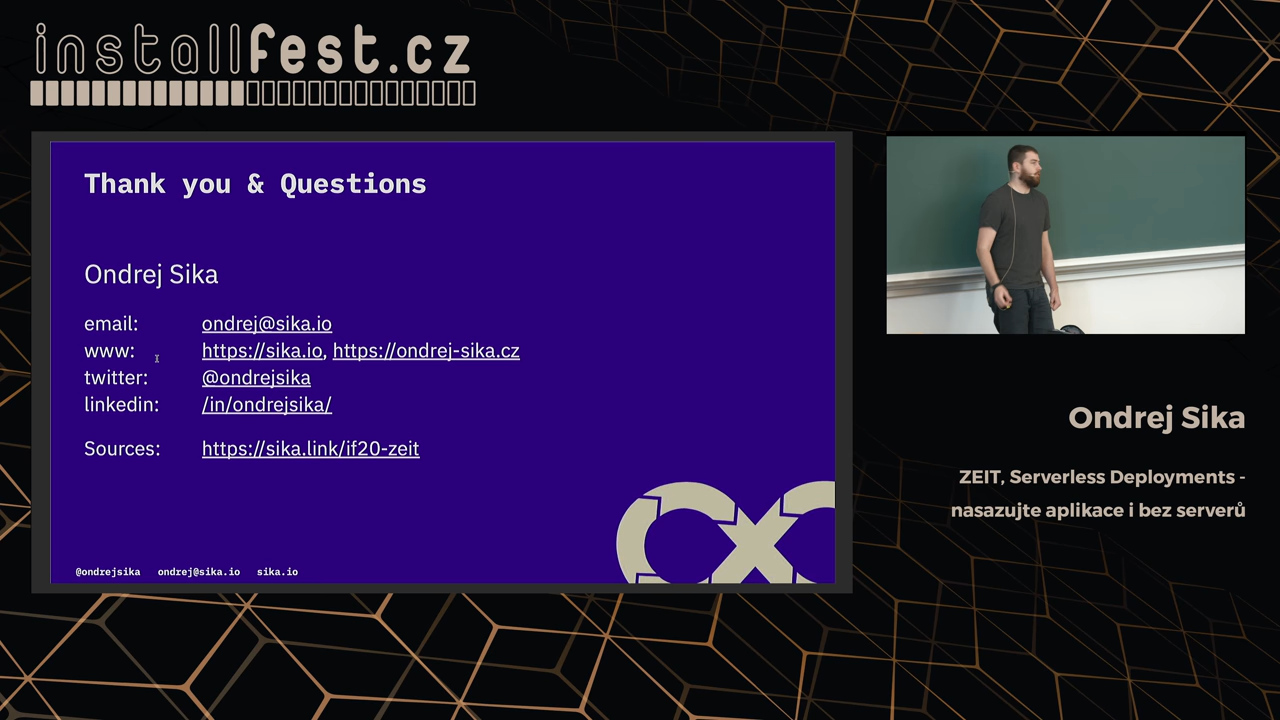 installfest.cz
Thank you & Questions
Ondrej Sika
email: ondrej@sika.io
www: https://sika.io, https://ondrej-sika.cz
twitter: @ondrejsika
linkedin: /in/ondrejsika/
Sources: https://sika.link/if20-zeit
@ondrejsika ondrej@sika.io sika.io
Ondrej Sika
ZEIT, Serverless Deployments -
nasazujte aplikace i bez serverů